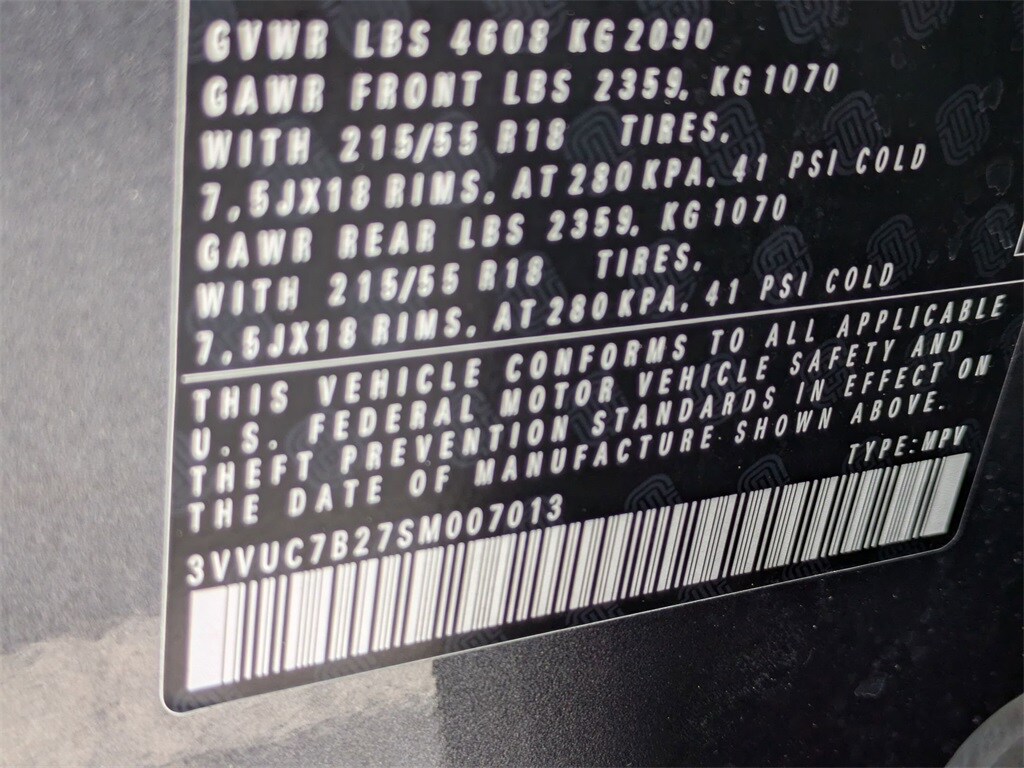 GVWR LBS 4608 KG 2090
GAWR FRONT LBS 2359, KG 1070
WITH 215/55 R18 TIRES,
7,5JX18 RIMS, AT 280 KPA, 41 PSI COLD
GAWR REAR LBS 2359, KG 1070
WITH 215/55 R18 TIRES,
7,5JX18 RIMS, AT 280 KPA, 41 PSI COLD
THIS VEHICLE CONFORMS TO ALL APPLICABLE
U.S. FEDERAL MOTOR VEHICLE SAFETY AND
THEFT PREVENTION STANDARDS IN EFFECT ON
THE DATE OF MANUFACTURE SHOWN ABOVE.
TYPE: MPV
3VVUC7B27SM007013